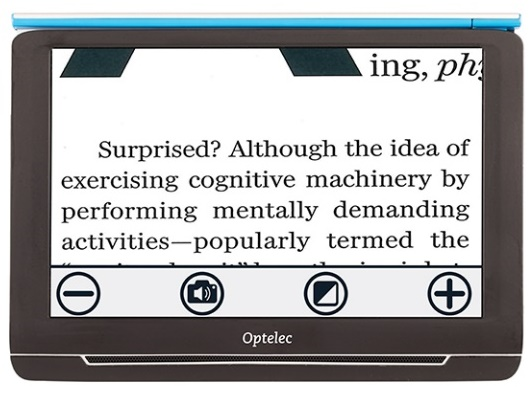 ing,
Surprised? Although the idea of
exercising cognitive machinery by
performing mentally demanding
activities—popularly termed the
Optelec